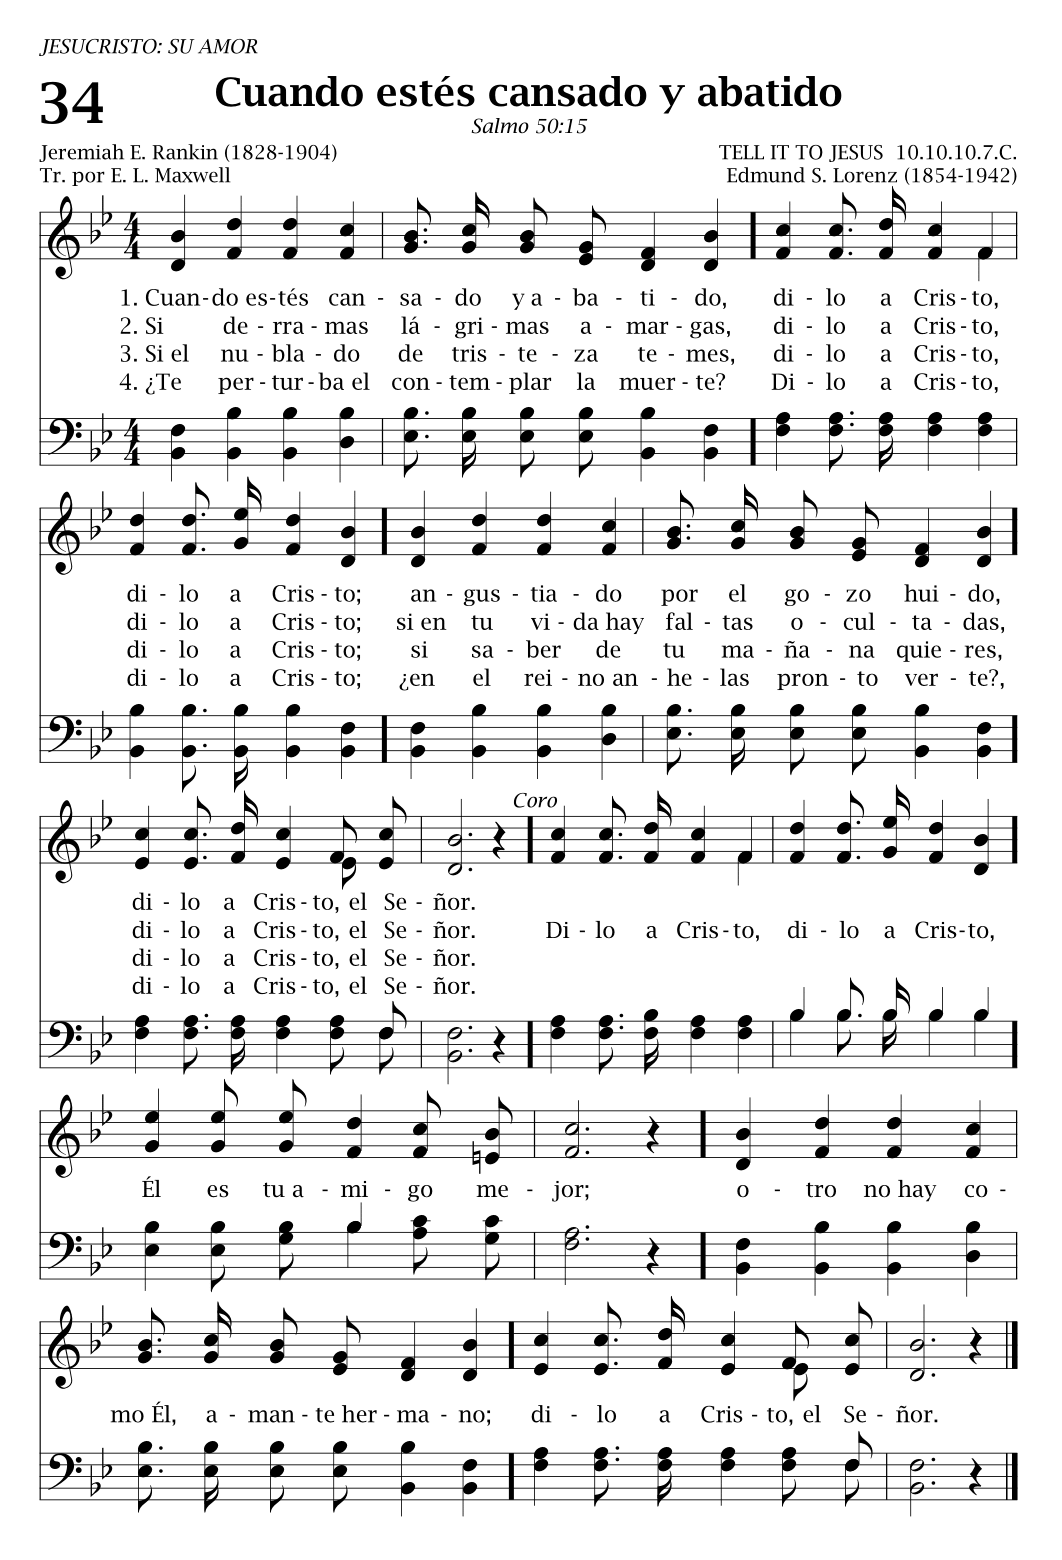 JESUCRISTO: SU AMOR
34
Cuando estés cansado y abatido
Salmo 50:15
Jeremiah E. Rankin (1828-1904)
TELL IT TO JESUS 10.10.10.7.C.
Tr. por E. L. Maxwell
Edmund S. Lorenz (1854-1942)
1. Cuan-do es-tés can - sa - do y a - ba - ti - do, di - lo a Cris-to,
2. Si de - rra - mas lá - gri - mas a - mar - gas, di - lo a Cris-to,
3. Si el nu - bla - do de tris - te - za te - mes, di - lo a Cris-to,
4. ¿Te per - tur - ba el con - tem - plar la muer - te? Di - lo a Cris-to,
di - lo a Cris - to; an - gus - tia - do por el go - zo hui - do,
di - lo a Cris - to; si en tu vi - da hay fal - tas o - cul - ta - das,
di - lo a Cris - to; si sa - ber de tu ma - ña - na quie - res,
di - lo a Cris - to; ¿en el rei - no an - he - las pron - to ver - te?,
Coro
di - lo a Cris - to, el Se - ñor.
di - lo a Cris - to, el Se - ñor. Di - lo a Cris - to, di - lo a Cris-to,
di - lo a Cris - to, el Se - ñor.
di - lo a Cris - to, el Se - ñor.
Él es tu a - mi - go me - jor; o - tro no hay co -
mo Él, a - man - te her - ma - no; di - lo a Cris - to, el Se - ñor.